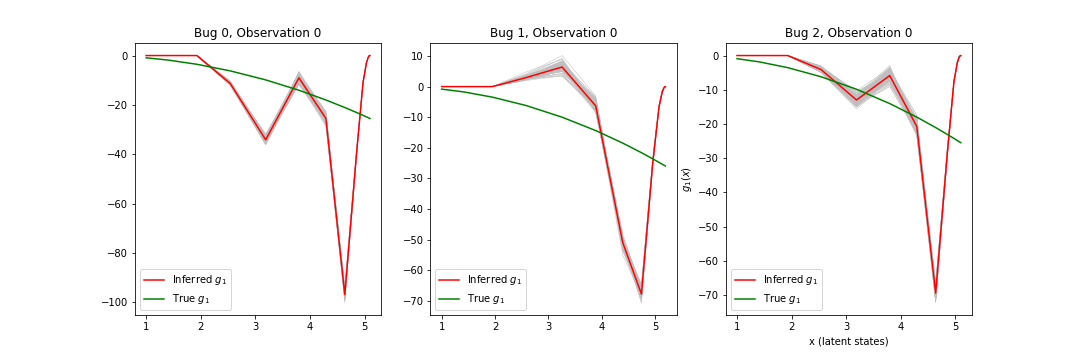 Bug 0, Observation 0
0
−20
−40
−60
−80
−100
1 2 3 4 5
Inferred g₁
True g₁
Bug 1, Observation 0
10
0
−10
−20
−30
−40
−50
−60
−70
1 2 3 4 5
Inferred g₁
True g₁
Bug 2, Observation 0
g₁(x)
0
−10
−20
−30
−40
−50
−60
−70
1 2 3 4 5
x (latent states)
Inferred g₁
True g₁